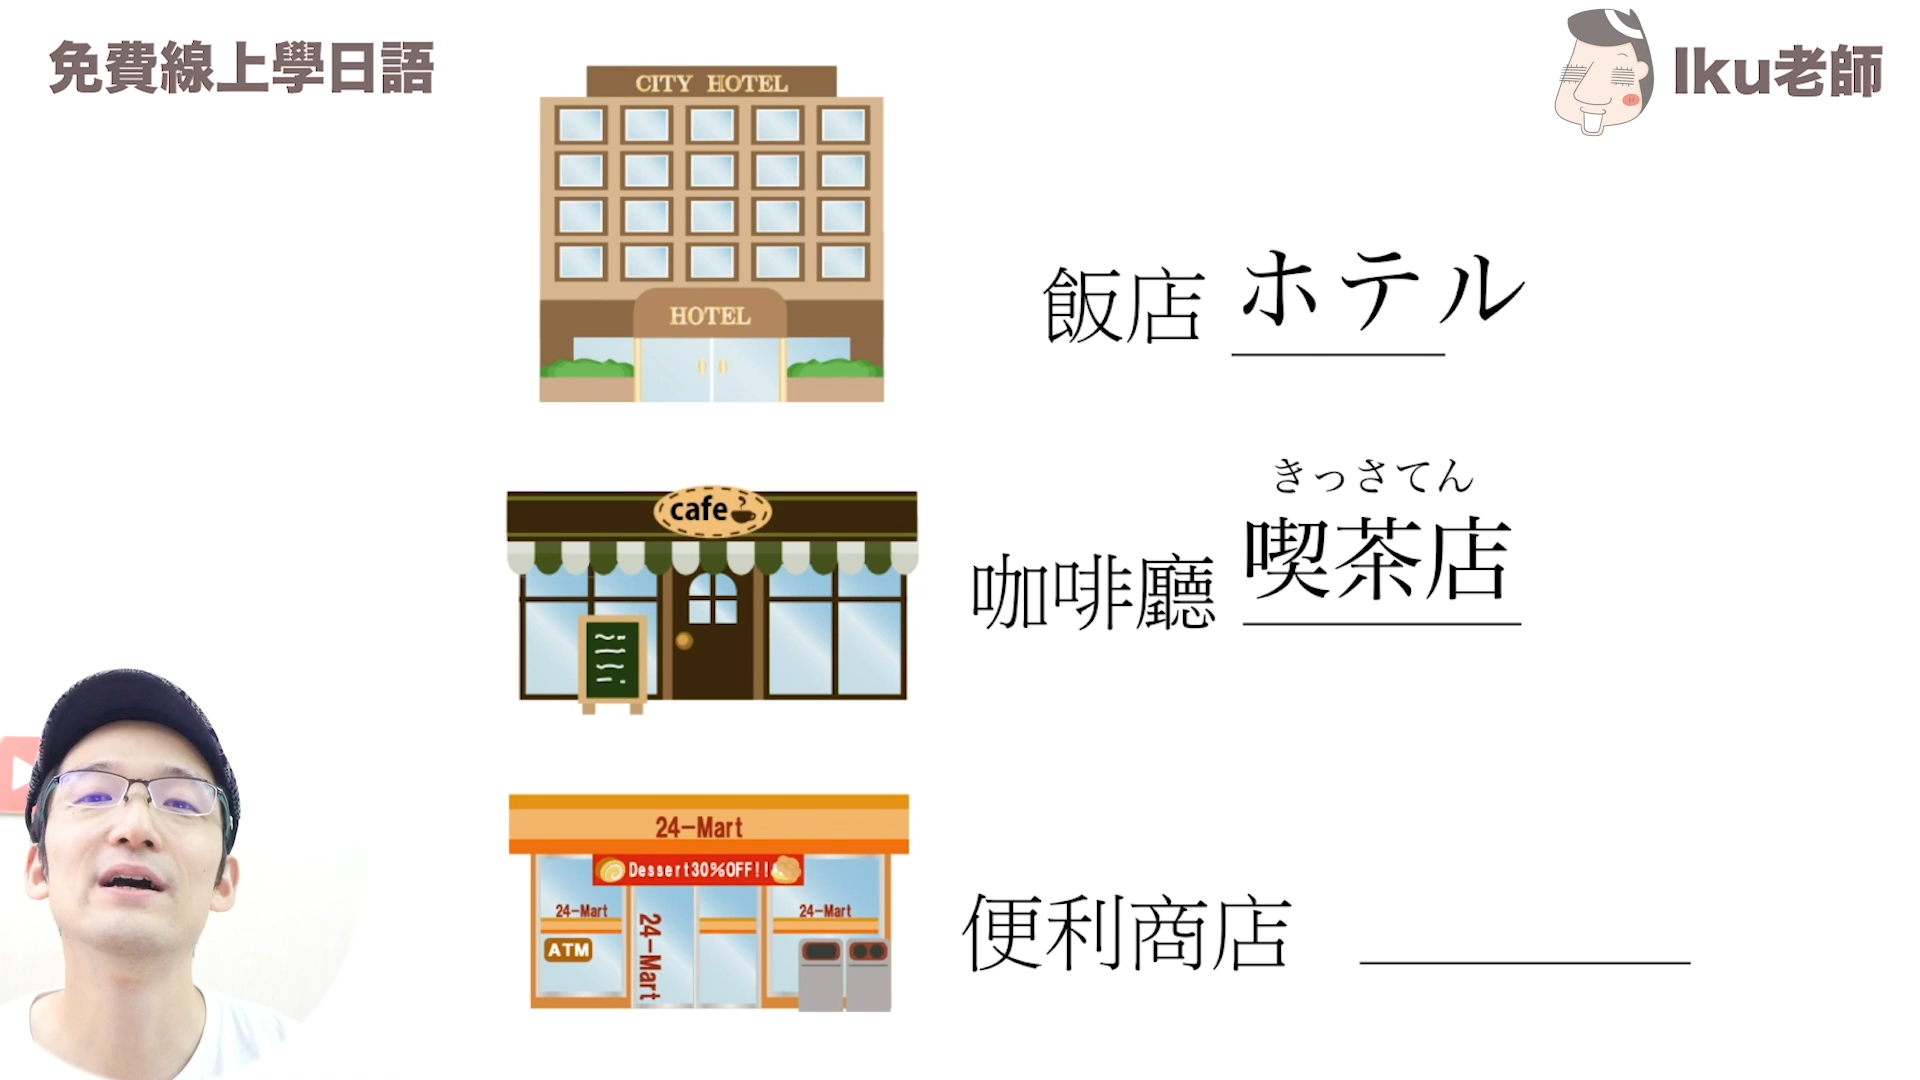 免費線上學日語
Iku老師
CITY HOTEL
HOTEL
飯店 ホテル
きっさてん
cafe
咖啡廳 喫茶店
24-Mart
Dessert30%OFF!!
24-Mart
24-Mart
24-Mart
ATM
便利商店